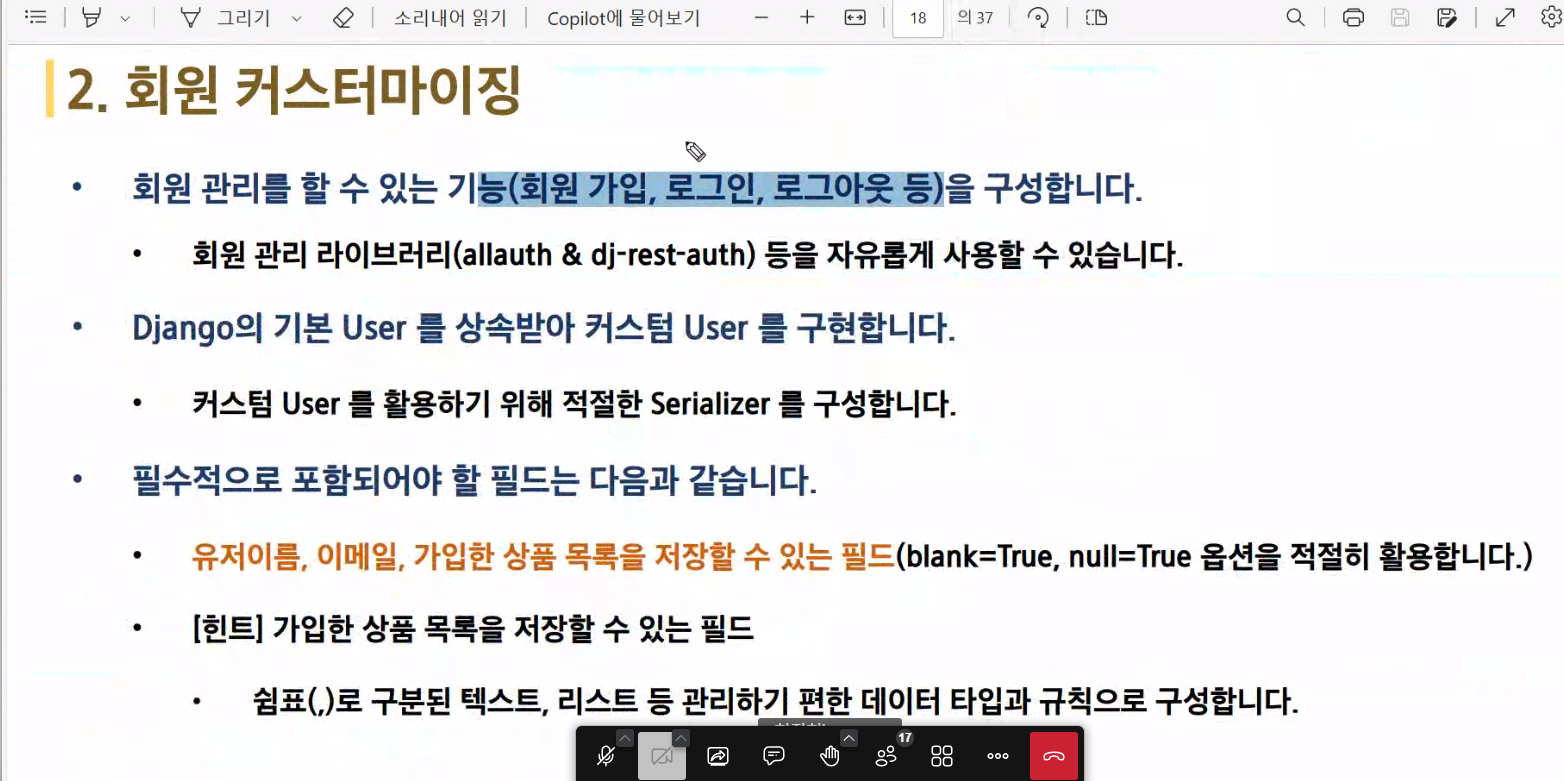 그리기
소리내어 읽기
Copilot에 물어보기
18
의 37
2. 회원 커스터마이징
• 회원 관리를 할 수 있는 기능(회원 가입, 로그인, 로그아웃 등)을 구성합니다.
• 회원 관리 라이브러리(allauth & dj-rest-auth) 등을 자유롭게 사용할 수 있습니다.
• Django의 기본 User 를 상속받아 커스텀 User 를 구현합니다.
• 커스텀 User 를 활용하기 위해 적절한 Serializer 를 구성합니다.
• 필수적으로 포함되어야 할 필드는 다음과 같습니다.
• 유저이름, 이메일, 가입한 상품 목록을 저장할 수 있는 필드(blank=True, null=True 옵션을 적절히 활용합니다.)
• [힌트] 가입한 상품 목록을 저장할 수 있는 필드
• 쉼표(,)로 구분된 텍스트, 리스트 등 관리하기 편한 데이터 타입과 규칙으로 구성합니다.
17